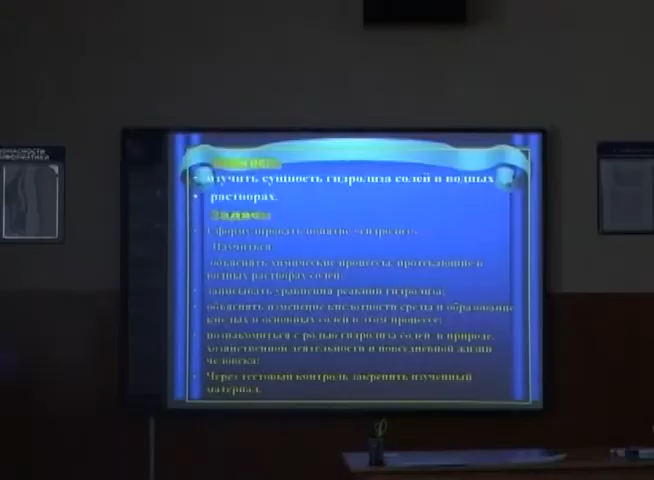 изучить сущность гидролиза солей в водных
растворах.
Задачи
Сформировать понятие «гидролиз».
Научиться:
объяснять химические процессы, протекающие в
водных растворах солей;
записывать уравнения реакций гидролиза;
объяснять изменение кислотности среды и образование
кислых и основных солей в этом процессе;
познакомиться с ролью гидролиза солей в природе,
хозяйственной деятельности и повседневной жизни
человека;
Через тестовый контроль закрепить изученный
материал.